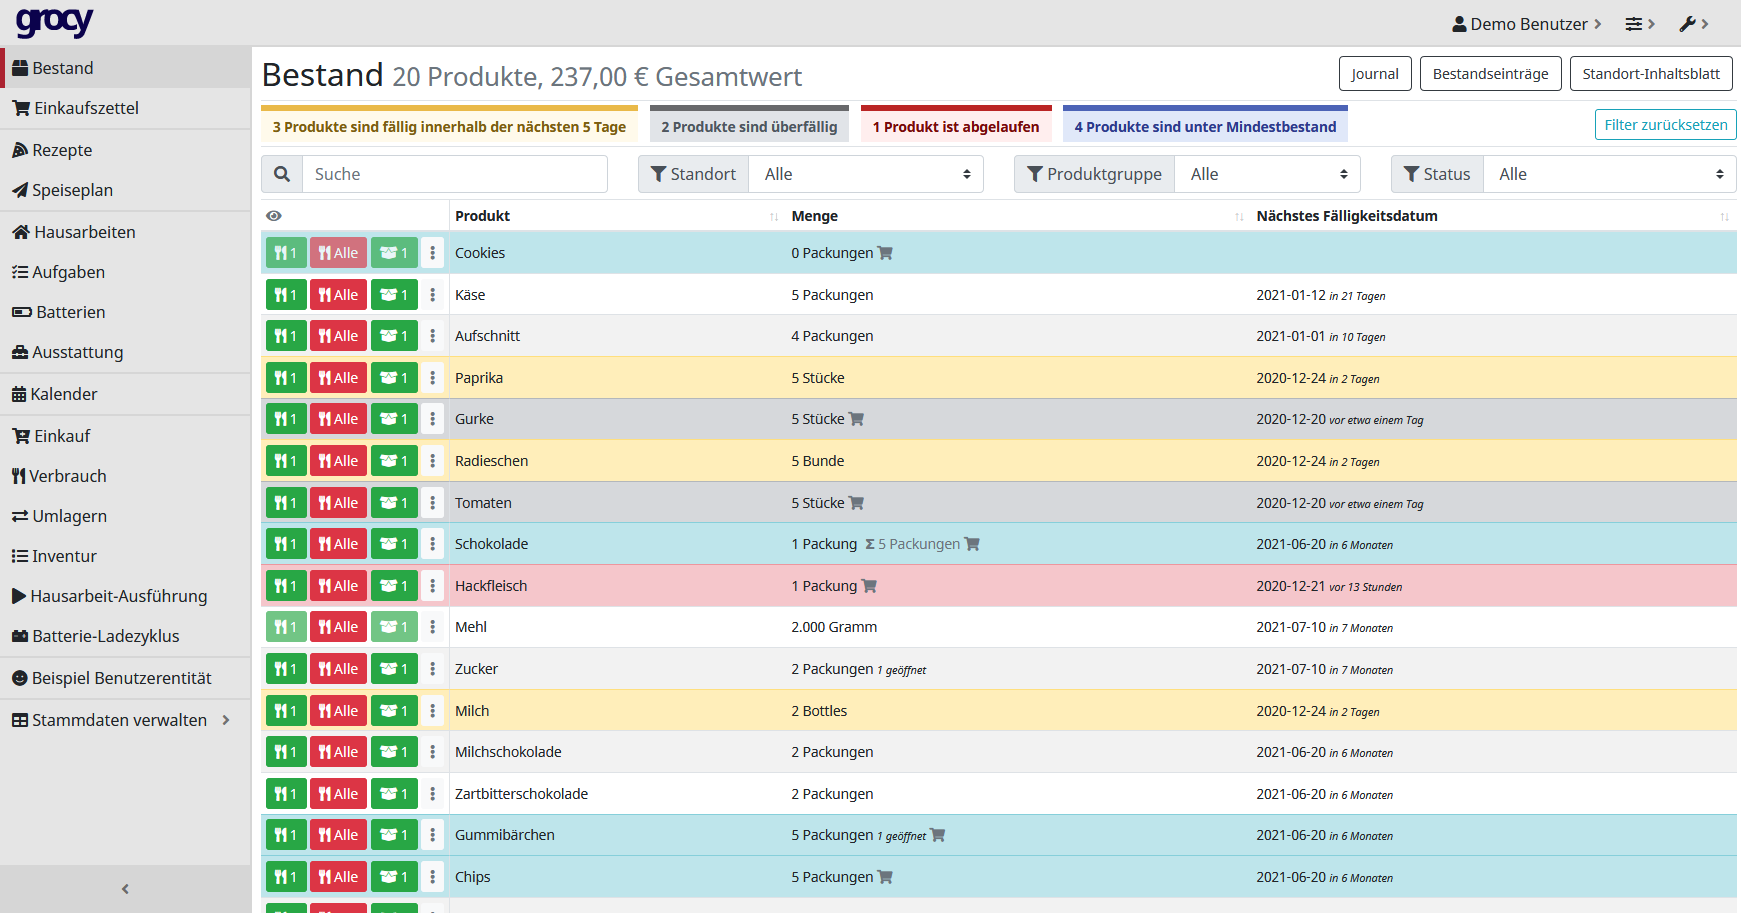 grocy
Demo Benutzer
Bestand
Einkaufszettel
Rezepte
Speiseplan
Hausarbeiten
Aufgaben
Batterien
Ausstattung
Kalender
Einkauf
Verbrauch
Umlagern
Inventur
Hausarbeit-Ausführung
Batterie-Ladezyklus
Beispiel Benutzerentität
Stammdaten verwalten
Bestand 20 Produkte, 237,00 € Gesamtwert
Journal Bestandseinträge Standort-Inhaltsblatt
3 Produkte sind fällig innerhalb der nächsten 5 Tage 2 Produkte sind überfällig 1 Produkt ist abgelaufen 4 Produkte sind unter Mindestbestand Filter zurücksetzen
Suche Standort Alle Produktgruppe Alle Status Alle
Produkt Menge Nächstes Fälligkeitsdatum
1 Alle 1 Cookies 0 Packungen
1 Alle 1 Käse 5 Packungen 2021-01-12 in 21 Tagen
1 Alle 1 Aufschnitt 4 Packungen 2021-01-01 in 10 Tagen
1 Alle 1 Paprika 5 Stücke 2020-12-24 in 2 Tagen
1 Alle 1 Gurke 5 Stücke 2020-12-20 vor etwa einem Tag
1 Alle 1 Radieschen 5 Bunde 2020-12-24 in 2 Tagen
1 Alle 1 Tomaten 5 Stücke 2020-12-20 vor etwa einem Tag
1 Alle 1 Schokolade 1 Packung Σ 5 Packungen 2021-06-20 in 6 Monaten
1 Alle 1 Hackfleisch 1 Packung 2020-12-21 vor 13 Stunden
1 Alle 1 Mehl 2.000 Gramm 2021-07-10 in 7 Monaten
1 Alle 1 Zucker 2 Packungen 1 geöffnet 2021-07-10 in 7 Monaten
1 Alle 1 Milch 2 Bottles 2020-12-24 in 2 Tagen
1 Alle 1 Milchschokolade 2 Packungen 2021-06-20 in 6 Monaten
1 Alle 1 Zartbitterschokolade 2 Packungen 2021-06-20 in 6 Monaten
1 Alle 1 Gummibärchen 5 Packungen 1 geöffnet 2021-06-20 in 6 Monaten
1 Alle 1 Chips 5 Packungen 2021-06-20 in 6 Monaten